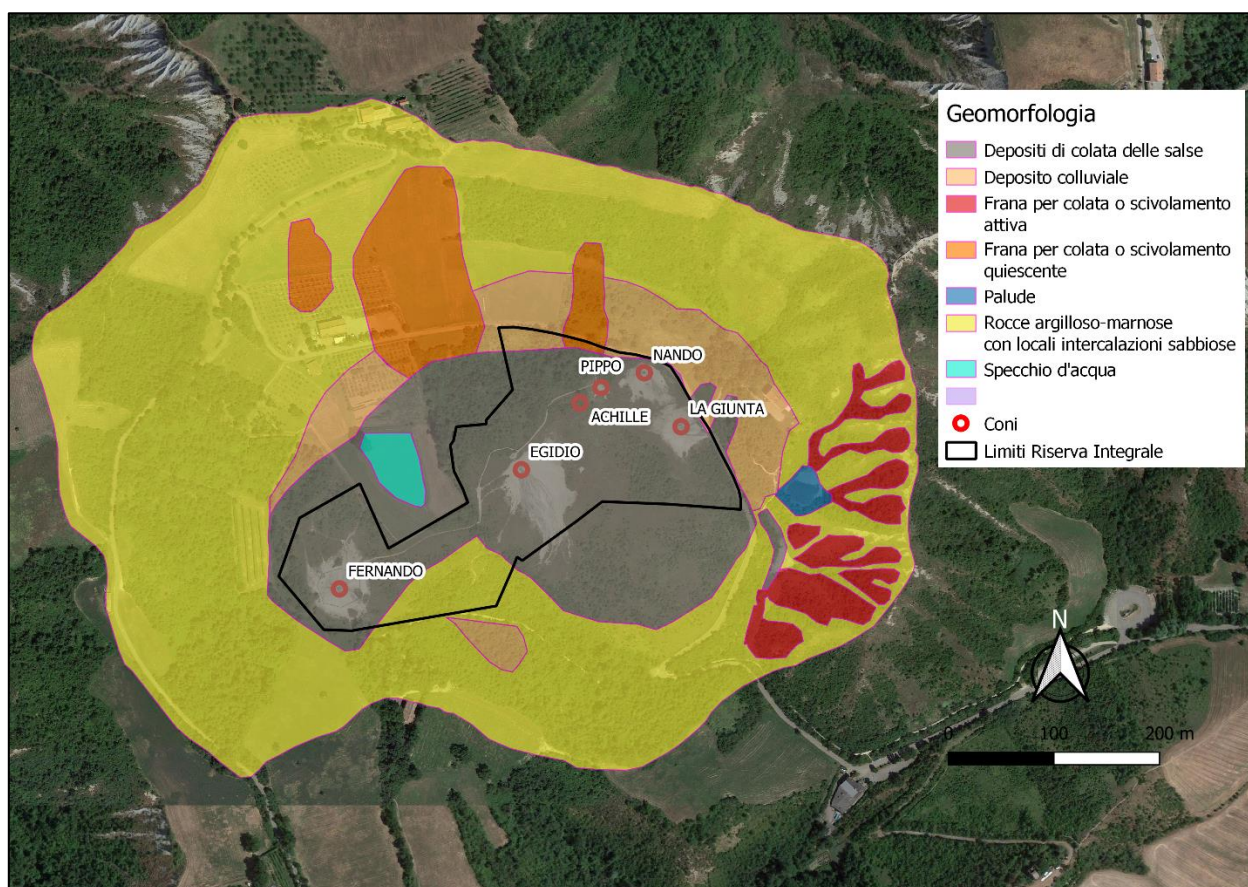 Geomorfologia
Depositi di colata delle salse
Deposito colluviale
Frana per colata o scivolamento
attiva
Frana per colata o scivolamento
quiescente
Palude
Rocce argilloso-marnose
con locali intercalazioni sabbiose
Specchio d'acqua
Coni
Limiti Riserva Integrale
NANDO
PIPPO
ACHILLE
LA GIUNTA
EGIDIO
FERNANDO
N
0 100 200 m